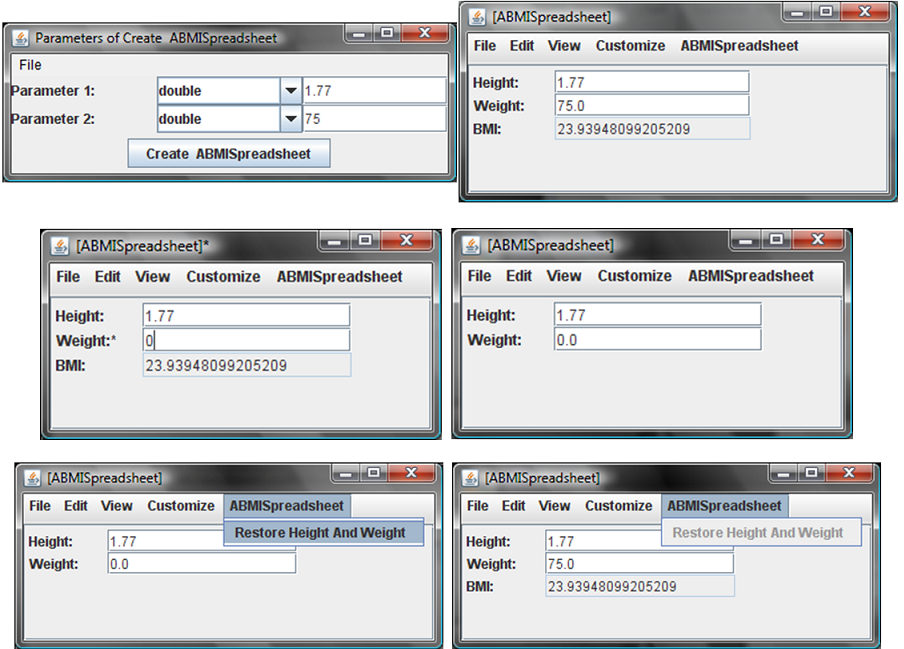 Parameters of Create ABMISpreadsheet
File
Parameter 1: double 1.77
Parameter 2: double 75
Create ABMISpreadsheet
[ABMISpreadsheet]
File Edit View Customize ABMISpreadsheet
Height: 1.77
Weight: 75.0
BMI: 23.93948099205209
[ABMISpreadsheet]*
File Edit View Customize ABMISpreadsheet
Height: 1.77
Weight:* 0
BMI: 23.93948099205209
[ABMISpreadsheet]
File Edit View Customize ABMISpreadsheet
Height: 1.77
Weight: 0.0
[ABMISpreadsheet]
File Edit View Customize ABMISpreadsheet
Restore Height And Weight
Height: 1.77
Weight: 0.0
[ABMISpreadsheet]
File Edit View Customize ABMISpreadsheet
Restore Height And Weight
Height: 1.77
Weight: 75.0
BMI: 23.93948099205209